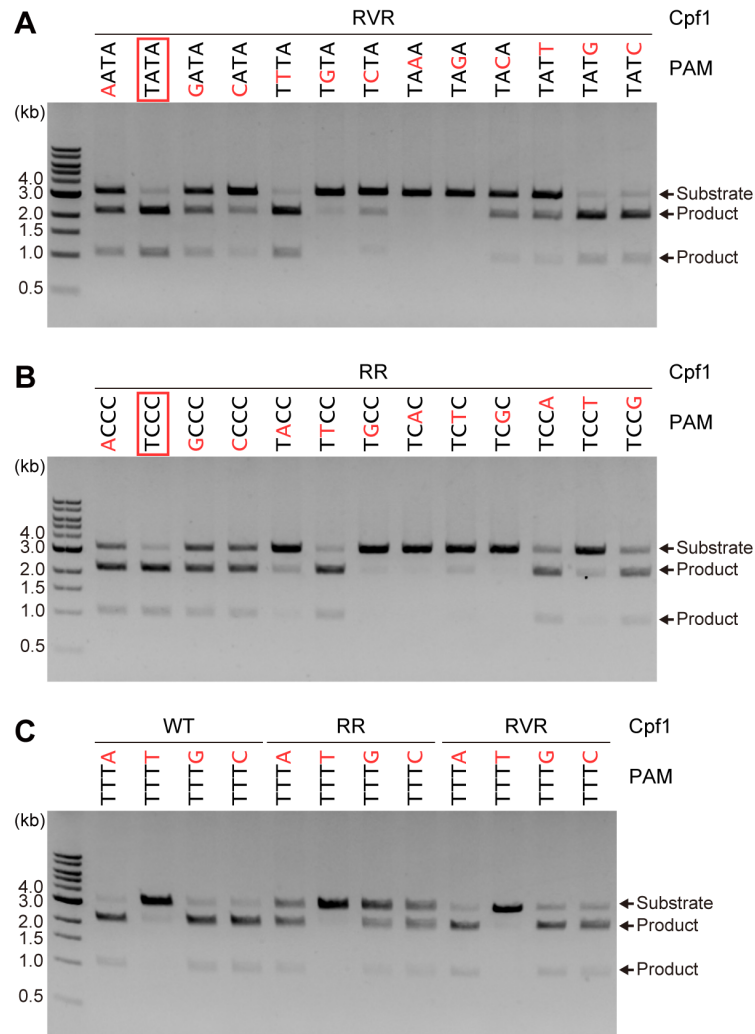 A
RVR
Cpf1
AATA TATA GATA CATA TTTA TGTA TCTA TAAA TAGA TACA TATT TATG TATC
PAM
(kb)
4.0
3.0
2.0
1.5
1.0
0.5
Substrate
Product
Product
B
RR
Cpf1
ACCC TCCC GCCC CCCC TACC TTCC TGCC TCAC TCTC TCGC TCCA TCCT TCCG
PAM
(kb)
4.0
3.0
2.0
1.5
1.0
0.5
Substrate
Product
Product
C
WT RR RVR
Cpf1
TTTA TTTT TTTG TTTC TTTA TTTT TTTG TTTC TTTA TTTT TTTG TTTC
PAM
(kb)
4.0
3.0
2.0
1.5
1.0
0.5
Substrate
Product
Product